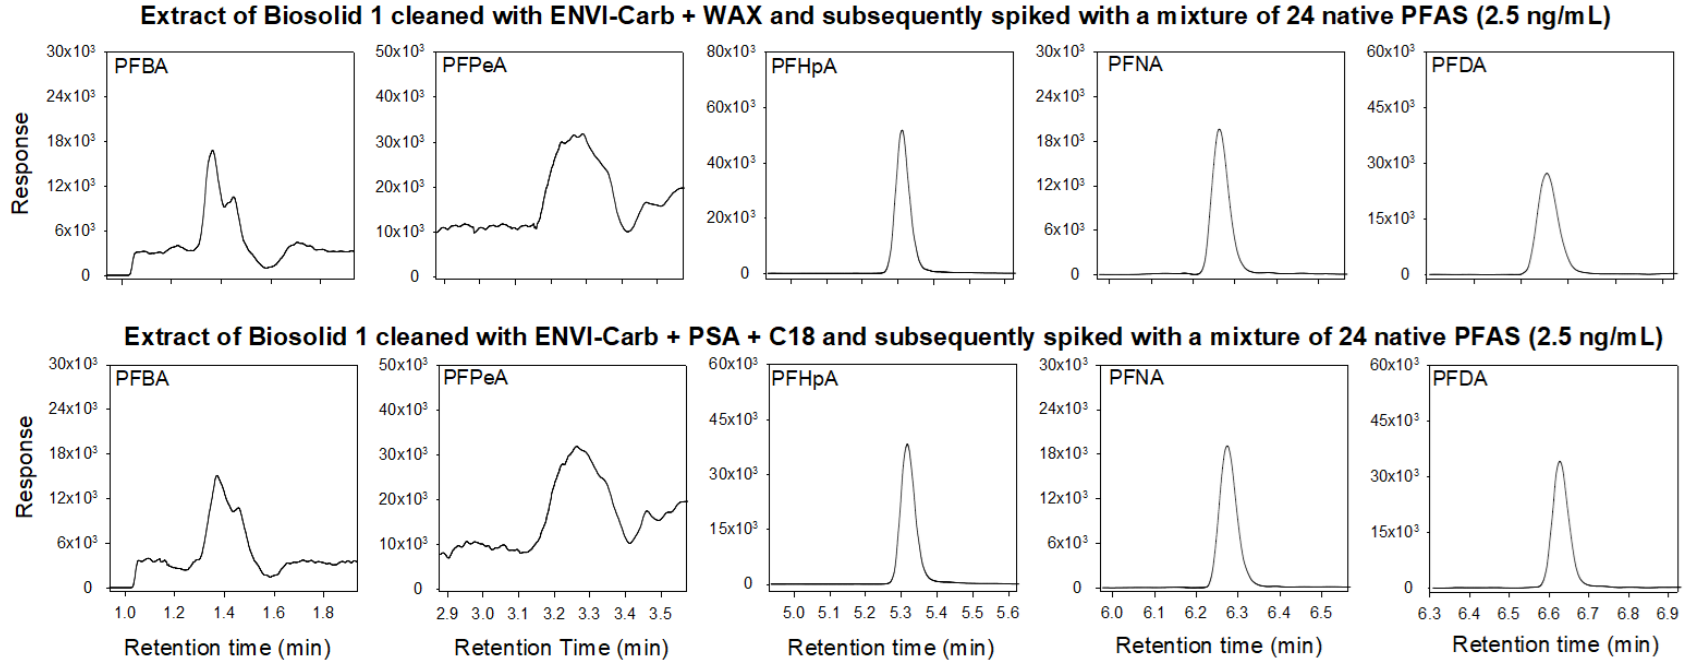 Extract of Biosolid 1 cleaned with ENVI-Carb + WAX and subsequently spiked with a mixture of 24 native PFAS (2.5 ng/mL)
30x10³ 50x10³ 80x10³ 30x10³ 60x10³
PFBA PFPeA PFHpA PFNA PFDA
24x10³ 40x10³ 60x10³ 24x10³ 45x10³
18x10³ 30x10³ 40x10³ 18x10³ 30x10³
12x10³ 20x10³ 20x10³ 12x10³ 15x10³
6x10³ 10x10³ 6x10³
0 0 0 0 0
Response
Extract of Biosolid 1 cleaned with ENVI-Carb + PSA + C18 and subsequently spiked with a mixture of 24 native PFAS (2.5 ng/mL)
30x10³ 50x10³ 60x10³ 30x10³ 60x10³
PFBA PFPeA PFHpA PFNA PFDA
24x10³ 40x10³ 45x10³ 24x10³ 45x10³
18x10³ 30x10³ 30x10³ 18x10³ 30x10³
12x10³ 20x10³ 15x10³ 12x10³ 15x10³
6x10³ 10x10³ 6x10³
0 0 0 0 0
Response
1.0 1.2 1.4 1.6 1.8 2.9 3.0 3.1 3.3 3.4 3.5 5.0 5.1 5.3 5.4 5.5 5.6 6.0 6.1 6.2 6.3 6.4 6.5 6.3 6.4 6.5 6.6 6.7 6.8 6.9
Retention time (min) Retention Time (min) Retention time (min) Retention time (min) Retention time (min)